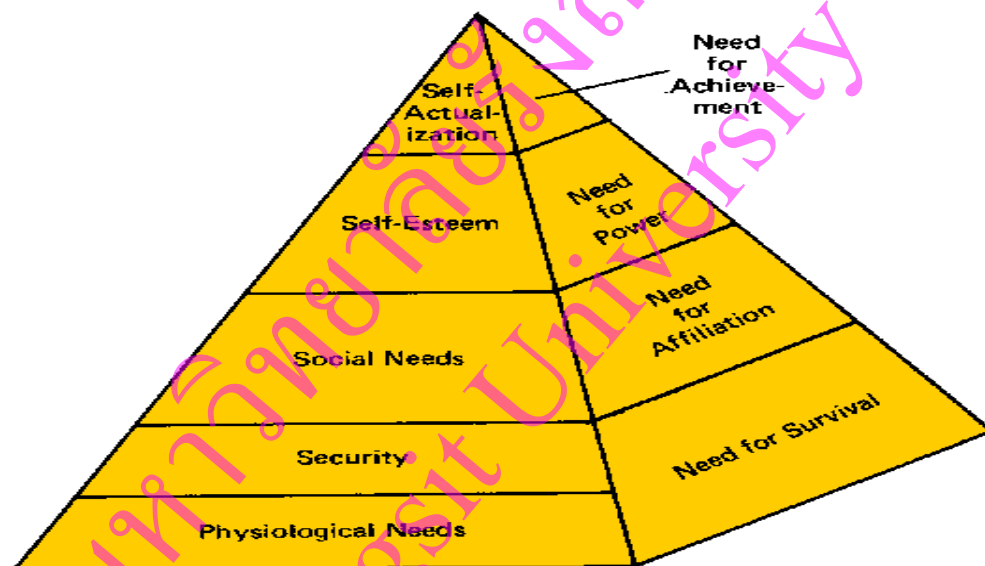 Need
for
Achieve-
ment
Self-
Actual-
ization
Need
for
Power
Self-Esteem
Need
for
Affiliation
Social Needs
Need for Survival
Security
Physiological Needs
University